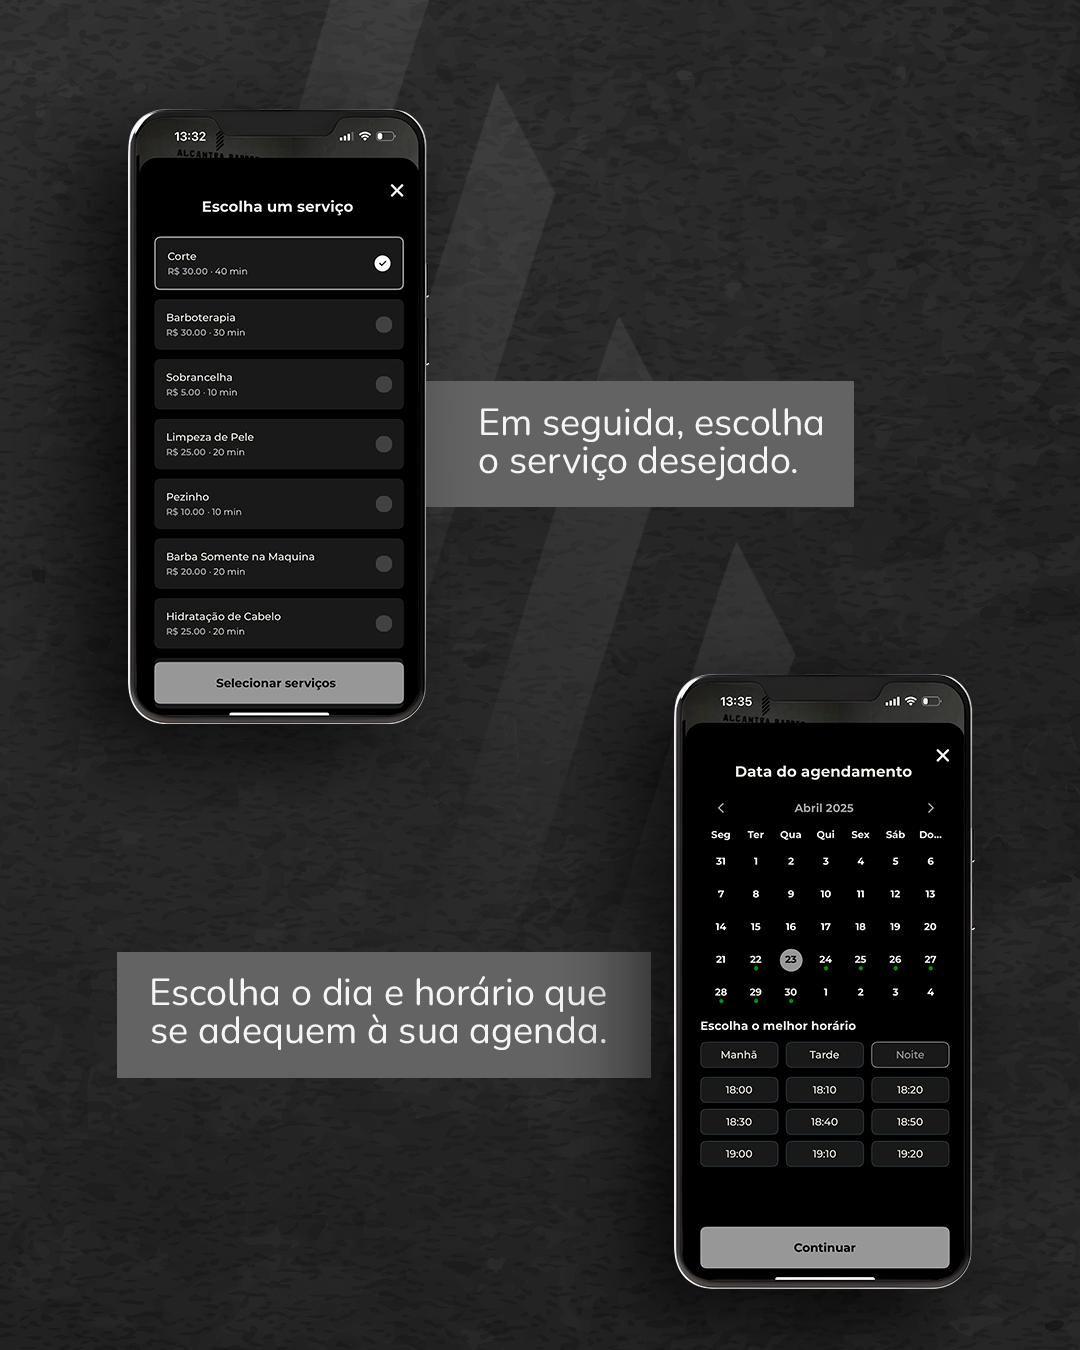 13:32
Escolha um serviço
Corte
R$ 30.00 · 40 min
Barboterapia
R$ 30.00 · 30 min
Sobrancelha
R$ 5.00 · 10 min
Limpeza de Pele
R$ 25.00 · 20 min
Pezinho
R$ 10.00 · 10 min
Barba Somente na Maquina
R$ 20.00 · 20 min
Hidratação de Cabelo
R$ 25.00 · 20 min
Selecionar serviços
Em seguida, escolha
o serviço desejado.
13:35
Data do agendamento
Abril 2025
Seg Ter Qua Qui Sex Sáb Do...
31 1 2 3 4 5 6
7 8 9 10 11 12 13
14 15 16 17 18 19 20
21 22 23 24 25 26 27
28 29 30 1 2 3 4
Escolha o melhor horário
Manhã Tarde Noite
18:00 18:10 18:20
18:30 18:40 18:50
19:00 19:10 19:20
Continuar
Escolha o dia e horário que
se adequem à sua agenda.